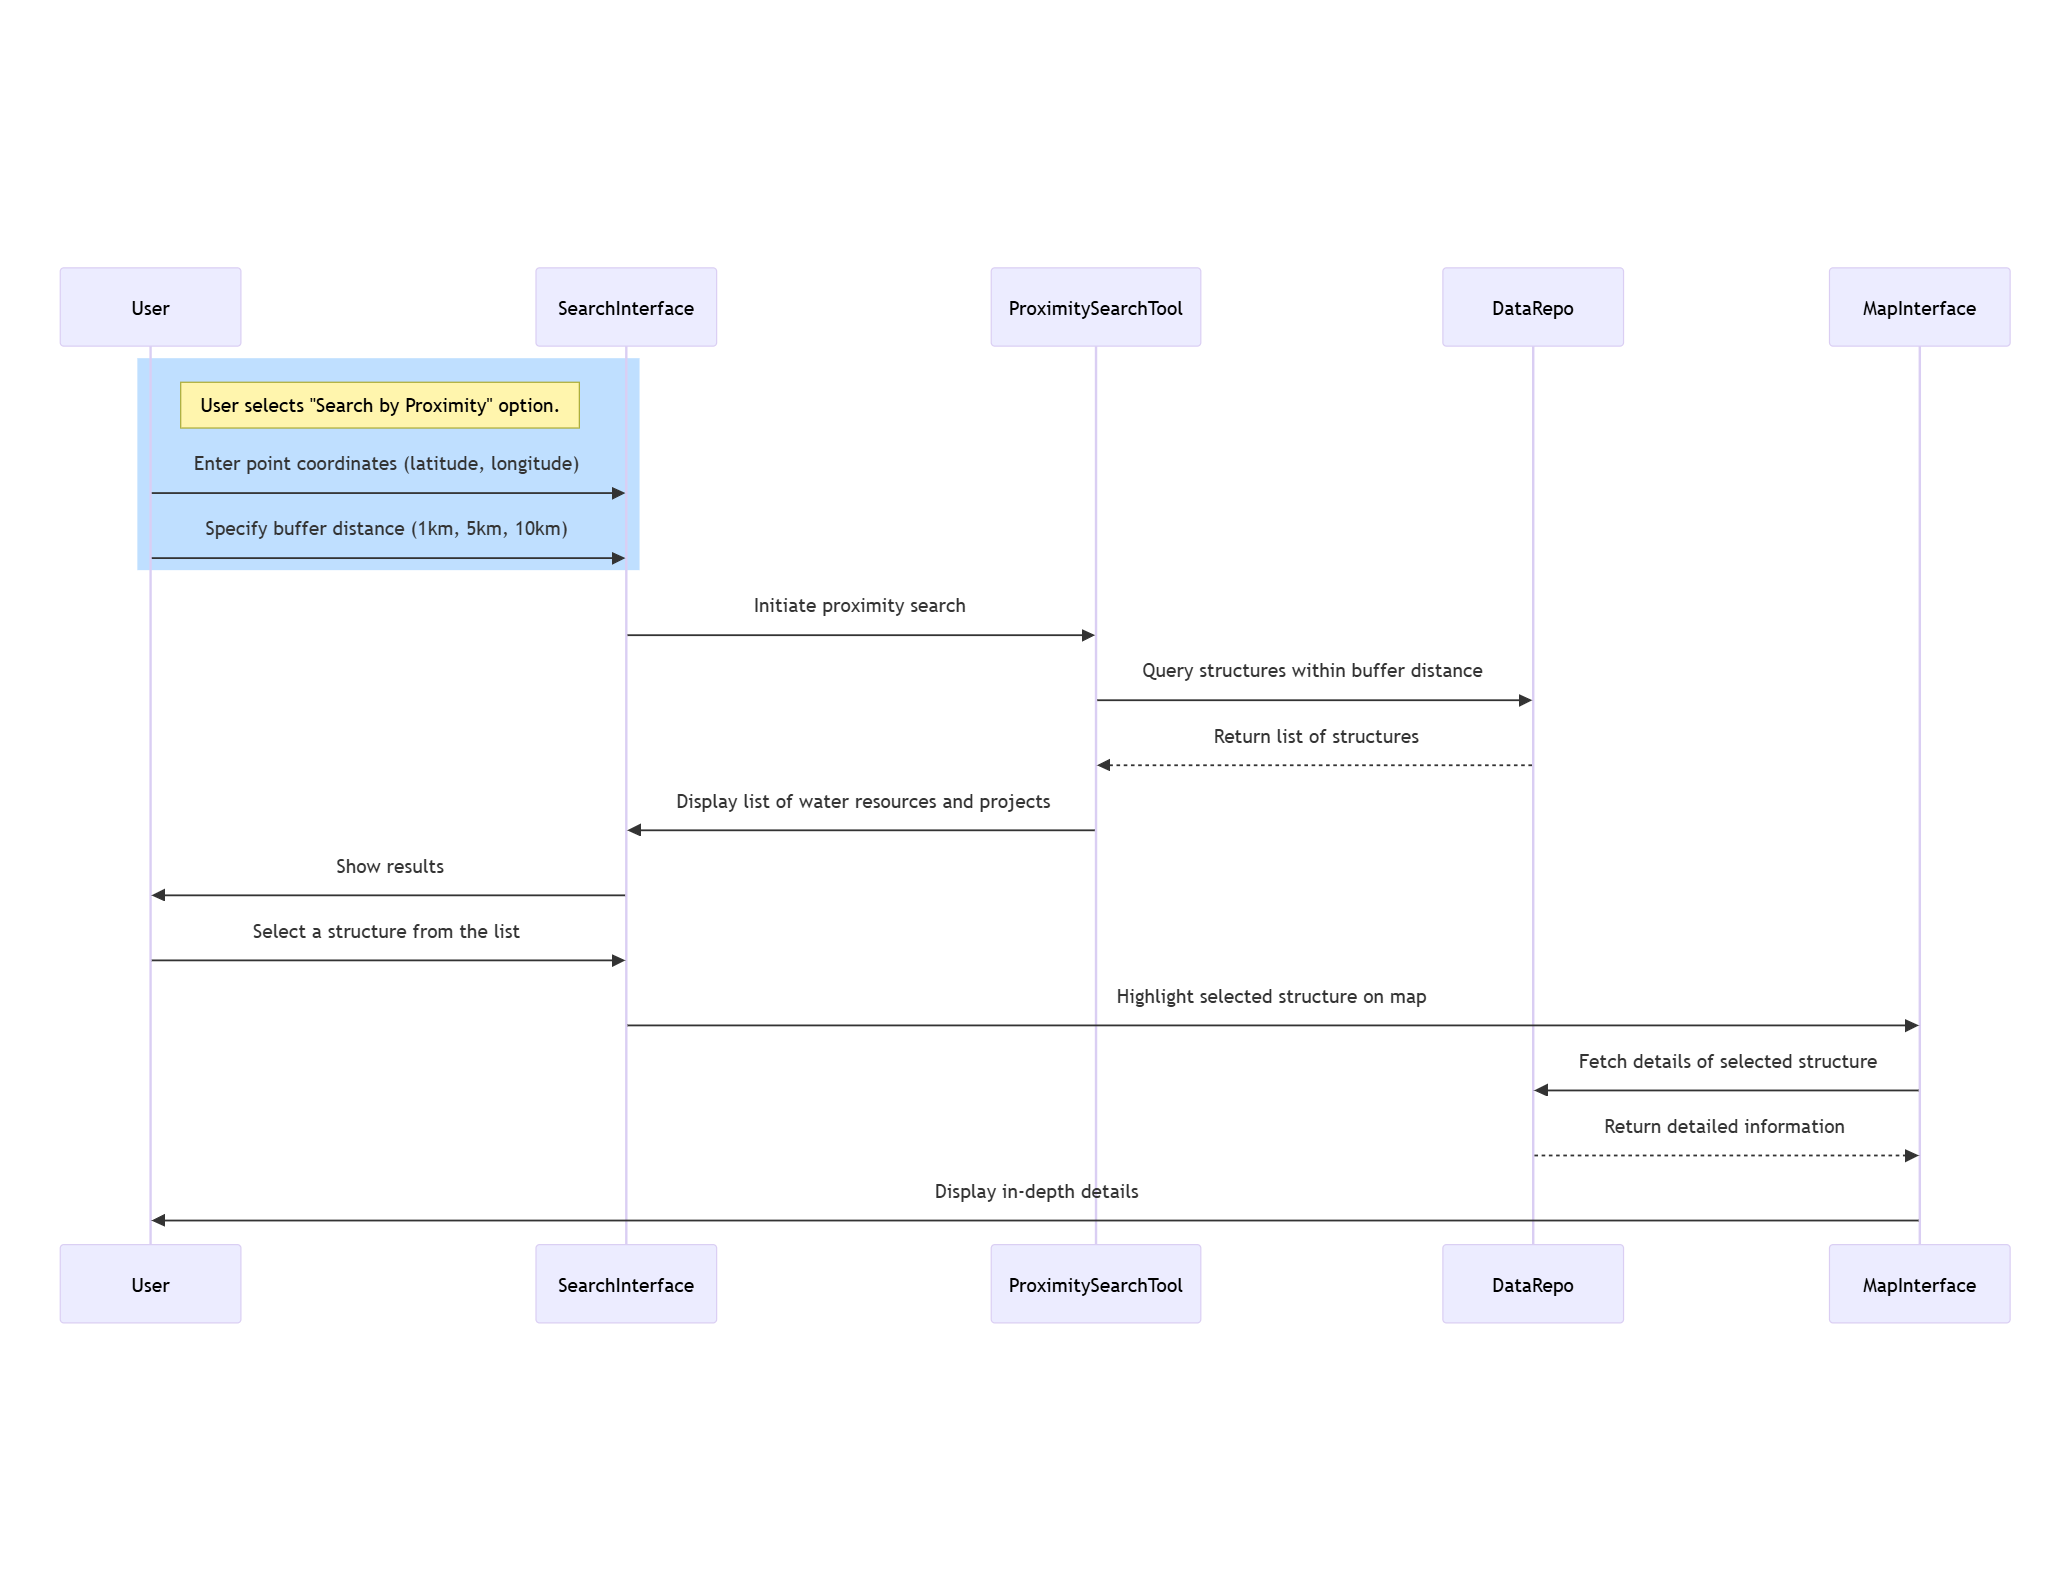 User
SearchInterface
ProximitySearchTool
DataRepo
MapInterface
User selects "Search by Proximity" option.
Enter point coordinates (latitude, longitude)
Specify buffer distance (1km, 5km, 10km)
Initiate proximity search
Query structures within buffer distance
Return list of structures
Display list of water resources and projects
Show results
Select a structure from the list
Highlight selected structure on map
Fetch details of selected structure
Return detailed information
Display in-depth details
User
SearchInterface
ProximitySearchTool
DataRepo
MapInterface